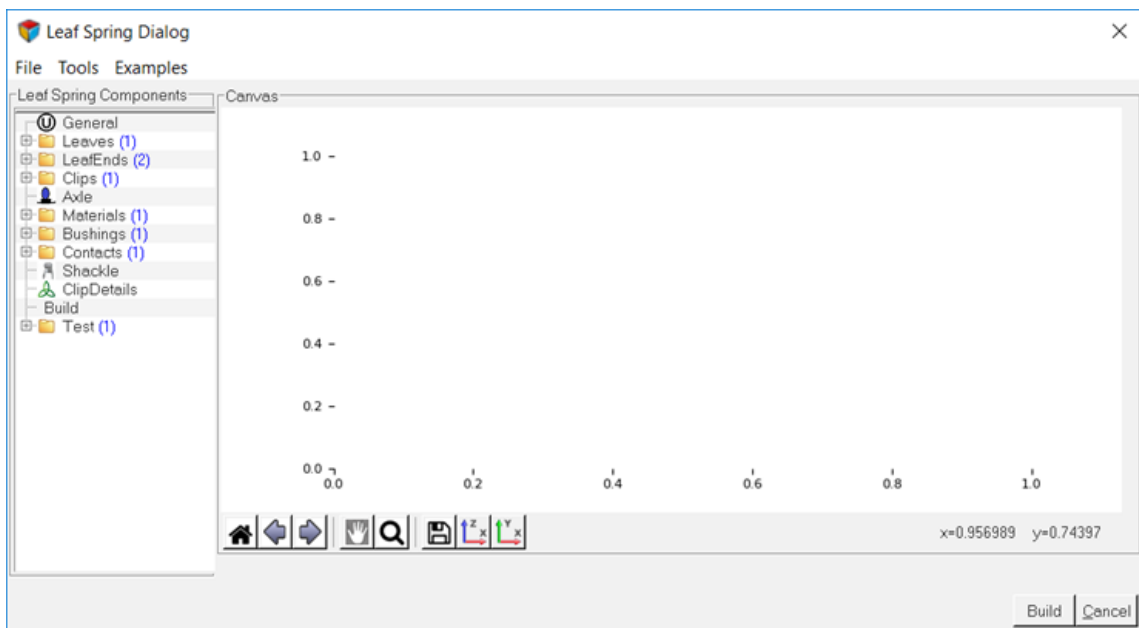 Leaf Spring Dialog
File Tools Examples
Leaf Spring Components
Canvas
General
Leaves (1)
LeafEnds (2)
Clips (1)
Axle
Materials (1)
Bushings (1)
Contacts (1)
Shackle
ClipDetails
Build
Test (1)
1.0
0.8
0.6
0.4
0.2
0.0
0.0 0.2 0.4 0.6 0.8 1.0
Z X Y X
x=0.956989 y=0.74397
Build Cancel